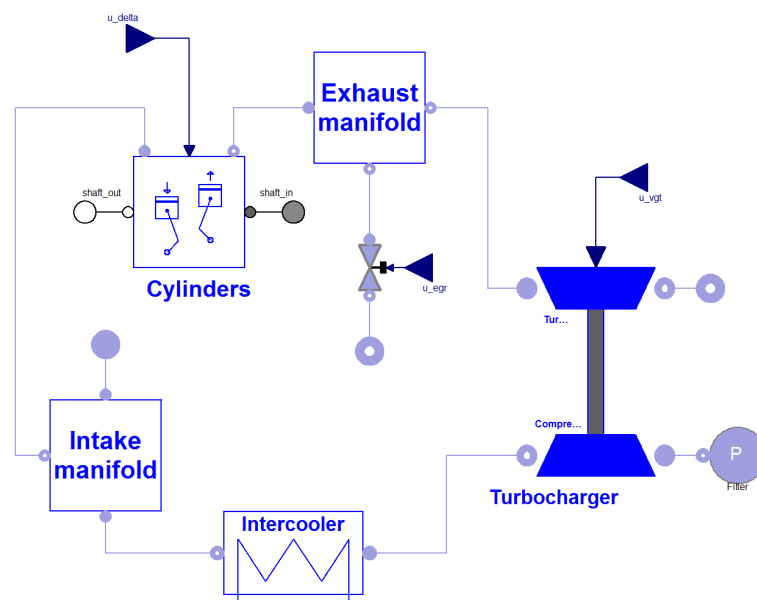 u_delta
Exhaust
manifold
shaft_out
shaft_in
u_vgt
Cylinders
u_egr
Tur...
Compre...
Intake
manifold
P
Filter
Turbocharger
Intercooler